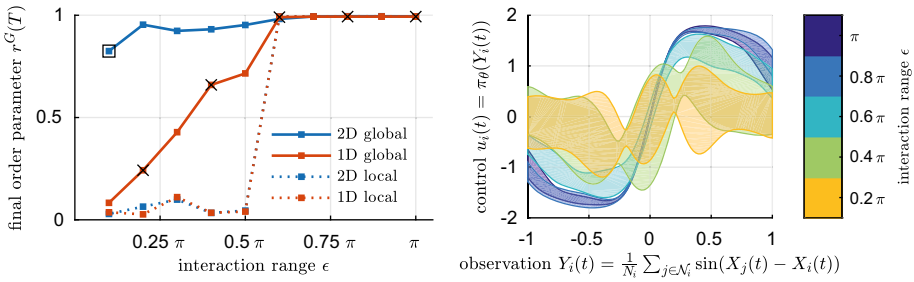 final order parameter r^G(T)
1
0.5
0
0.25 π
0.5 π
0.75 π
π
interaction range ϵ
2D global
1D global
2D local
1D local
control u_i(t) = π_θ(Y_i(t))
2
1
0
-1
-2
-1
-0.5
0
0.5
1
observation Y_i(t) = 1/N_i ∑_{j∈𝒩_i} sin(X_j(t) − X_i(t))
π
0.8 π
0.6 π
0.4 π
0.2 π
interaction range ϵ